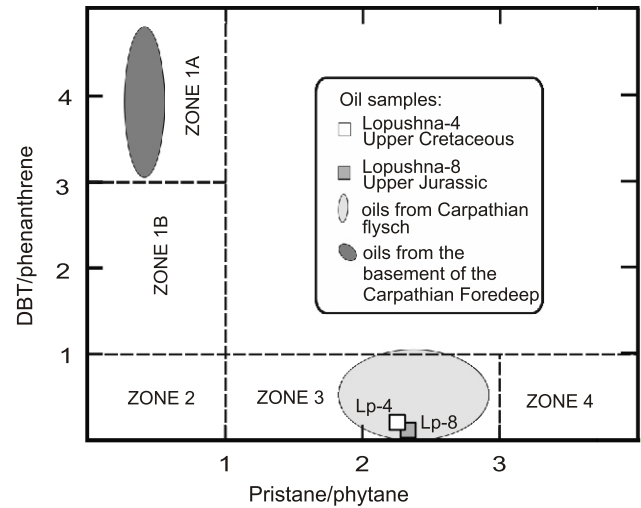 ZONE 1A
Oil samples:
Lopushna-4
Upper Cretaceous
Lopushna-8
Upper Jurassic
oils from Carpathian
flysch
oils from the
basement of the
Carpathian Foredeep
4
3
2
1
DBT/phenanthrene
ZONE 1B
ZONE 2
ZONE 3
Lp-4
Lp-8
ZONE 4
1
2
3
Pristane/phytane